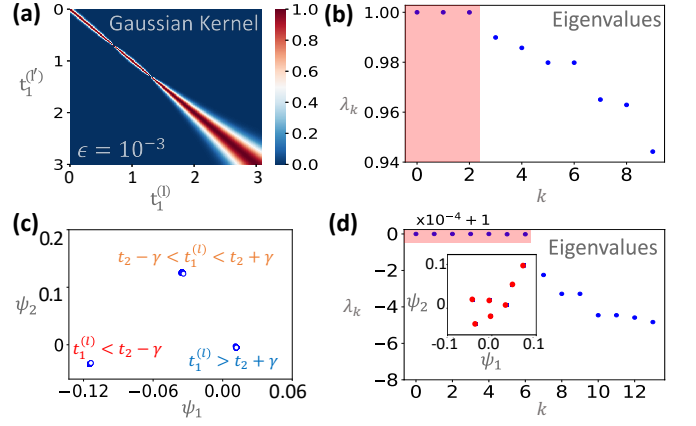 (a)
Gaussian Kernel
ϵ = 10⁻³
t₁⁽ˡ′⁾
t₁⁽ˡ⁾
0
1
2
3
0
1
2
3
1.0
0.8
0.6
0.4
0.2
0.0
(b)
Eigenvalues
λₖ
k
1.00
0.98
0.96
0.94
0
2
4
6
8
(c)
t₂ − γ < t₁⁽ˡ⁾ < t₂ + γ
t₁⁽ˡ⁾ < t₂ − γ
t₁⁽ˡ⁾ > t₂ + γ
ψ₂
ψ₁
0.2
0.1
0
−0.12
−0.06
0.00
0.06
(d)
x10⁻⁴ + 1
Eigenvalues
λₖ
k
0
−2
−4
−6
−8
0
2
4
6
8
10
12
0.1
0
ψ₂
-0.1
0.0
0.1
ψ₁